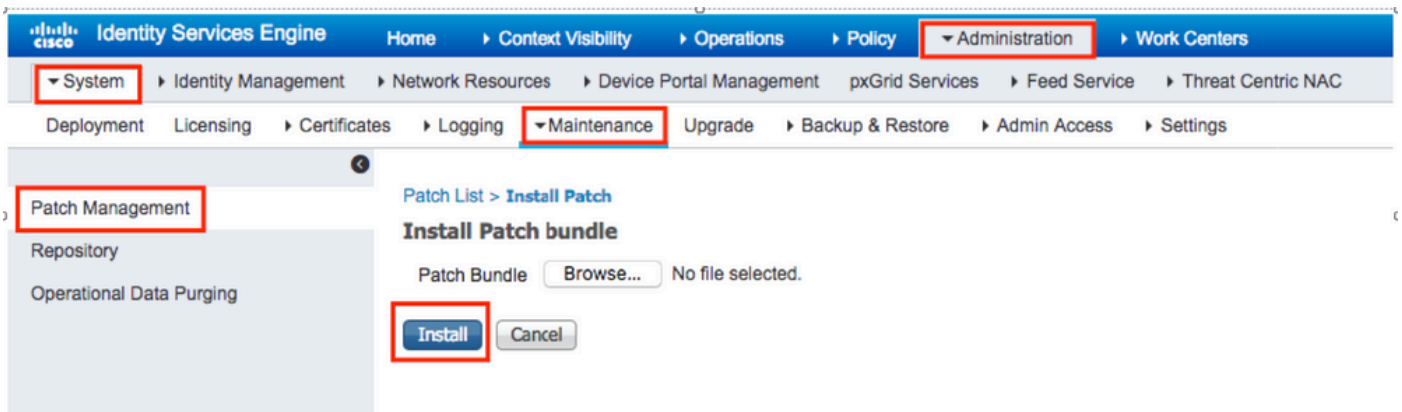 cisco Identity Services Engine Home Context Visibility Operations Policy Administration Work Centers
System Identity Management Network Resources Device Portal Management pxGrid Services Feed Service Threat Centric NAC
Deployment Licensing Certificates Logging Maintenance Upgrade Backup & Restore Admin Access Settings
Patch Management
Repository
Operational Data Purging
Patch List > Install Patch
Install Patch bundle
Patch Bundle Browse... No file selected.
Install Cancel